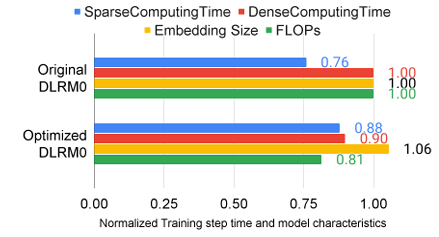 SparseComputingTime DenseComputingTime
Embedding Size FLOPs
Original
DLRM0
0.76
1.00
1.00
1.00
Optimized
DLRM0
0.88
0.90
1.06
0.81
0.00 0.25 0.50 0.75 1.00
Normalized Training step time and model characteristics